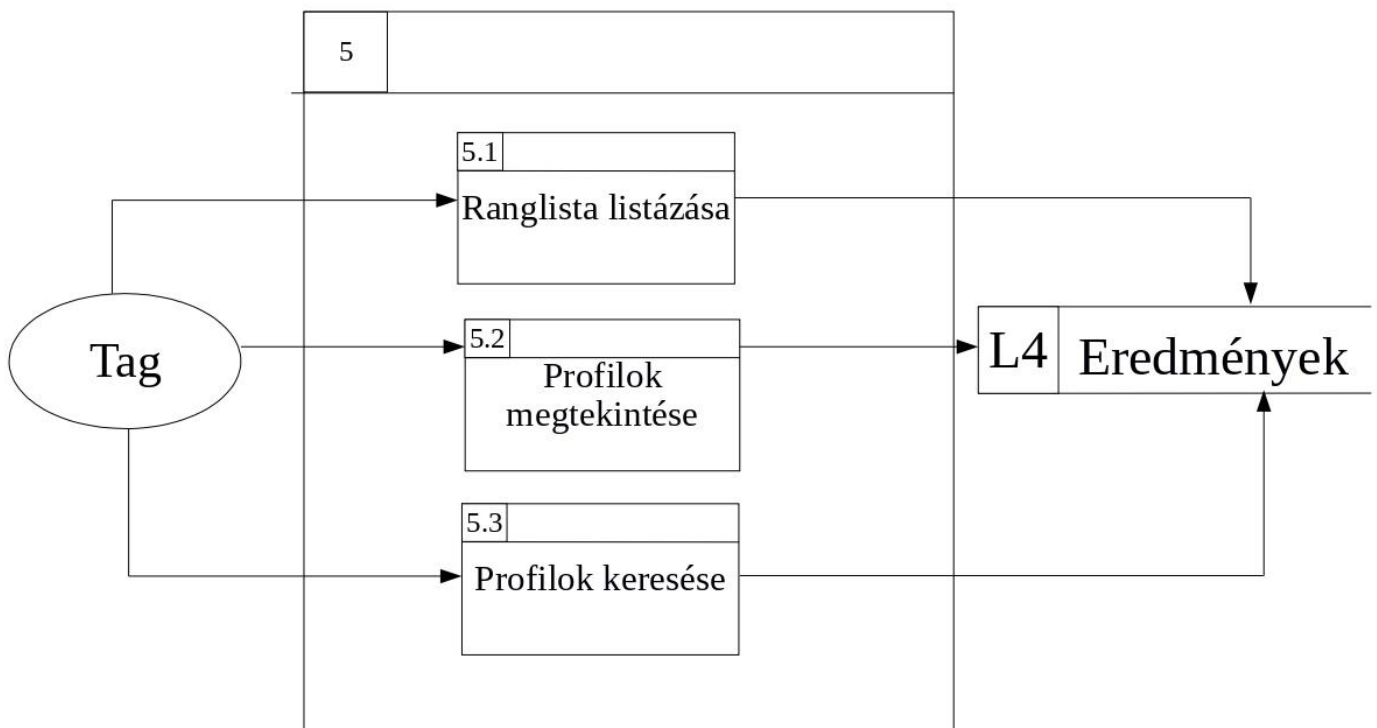 5
5.1
Ranglista listázása
Tag
5.2
Profilok
megtekintése
L4 Eredmények
5.3
Profilok keresése